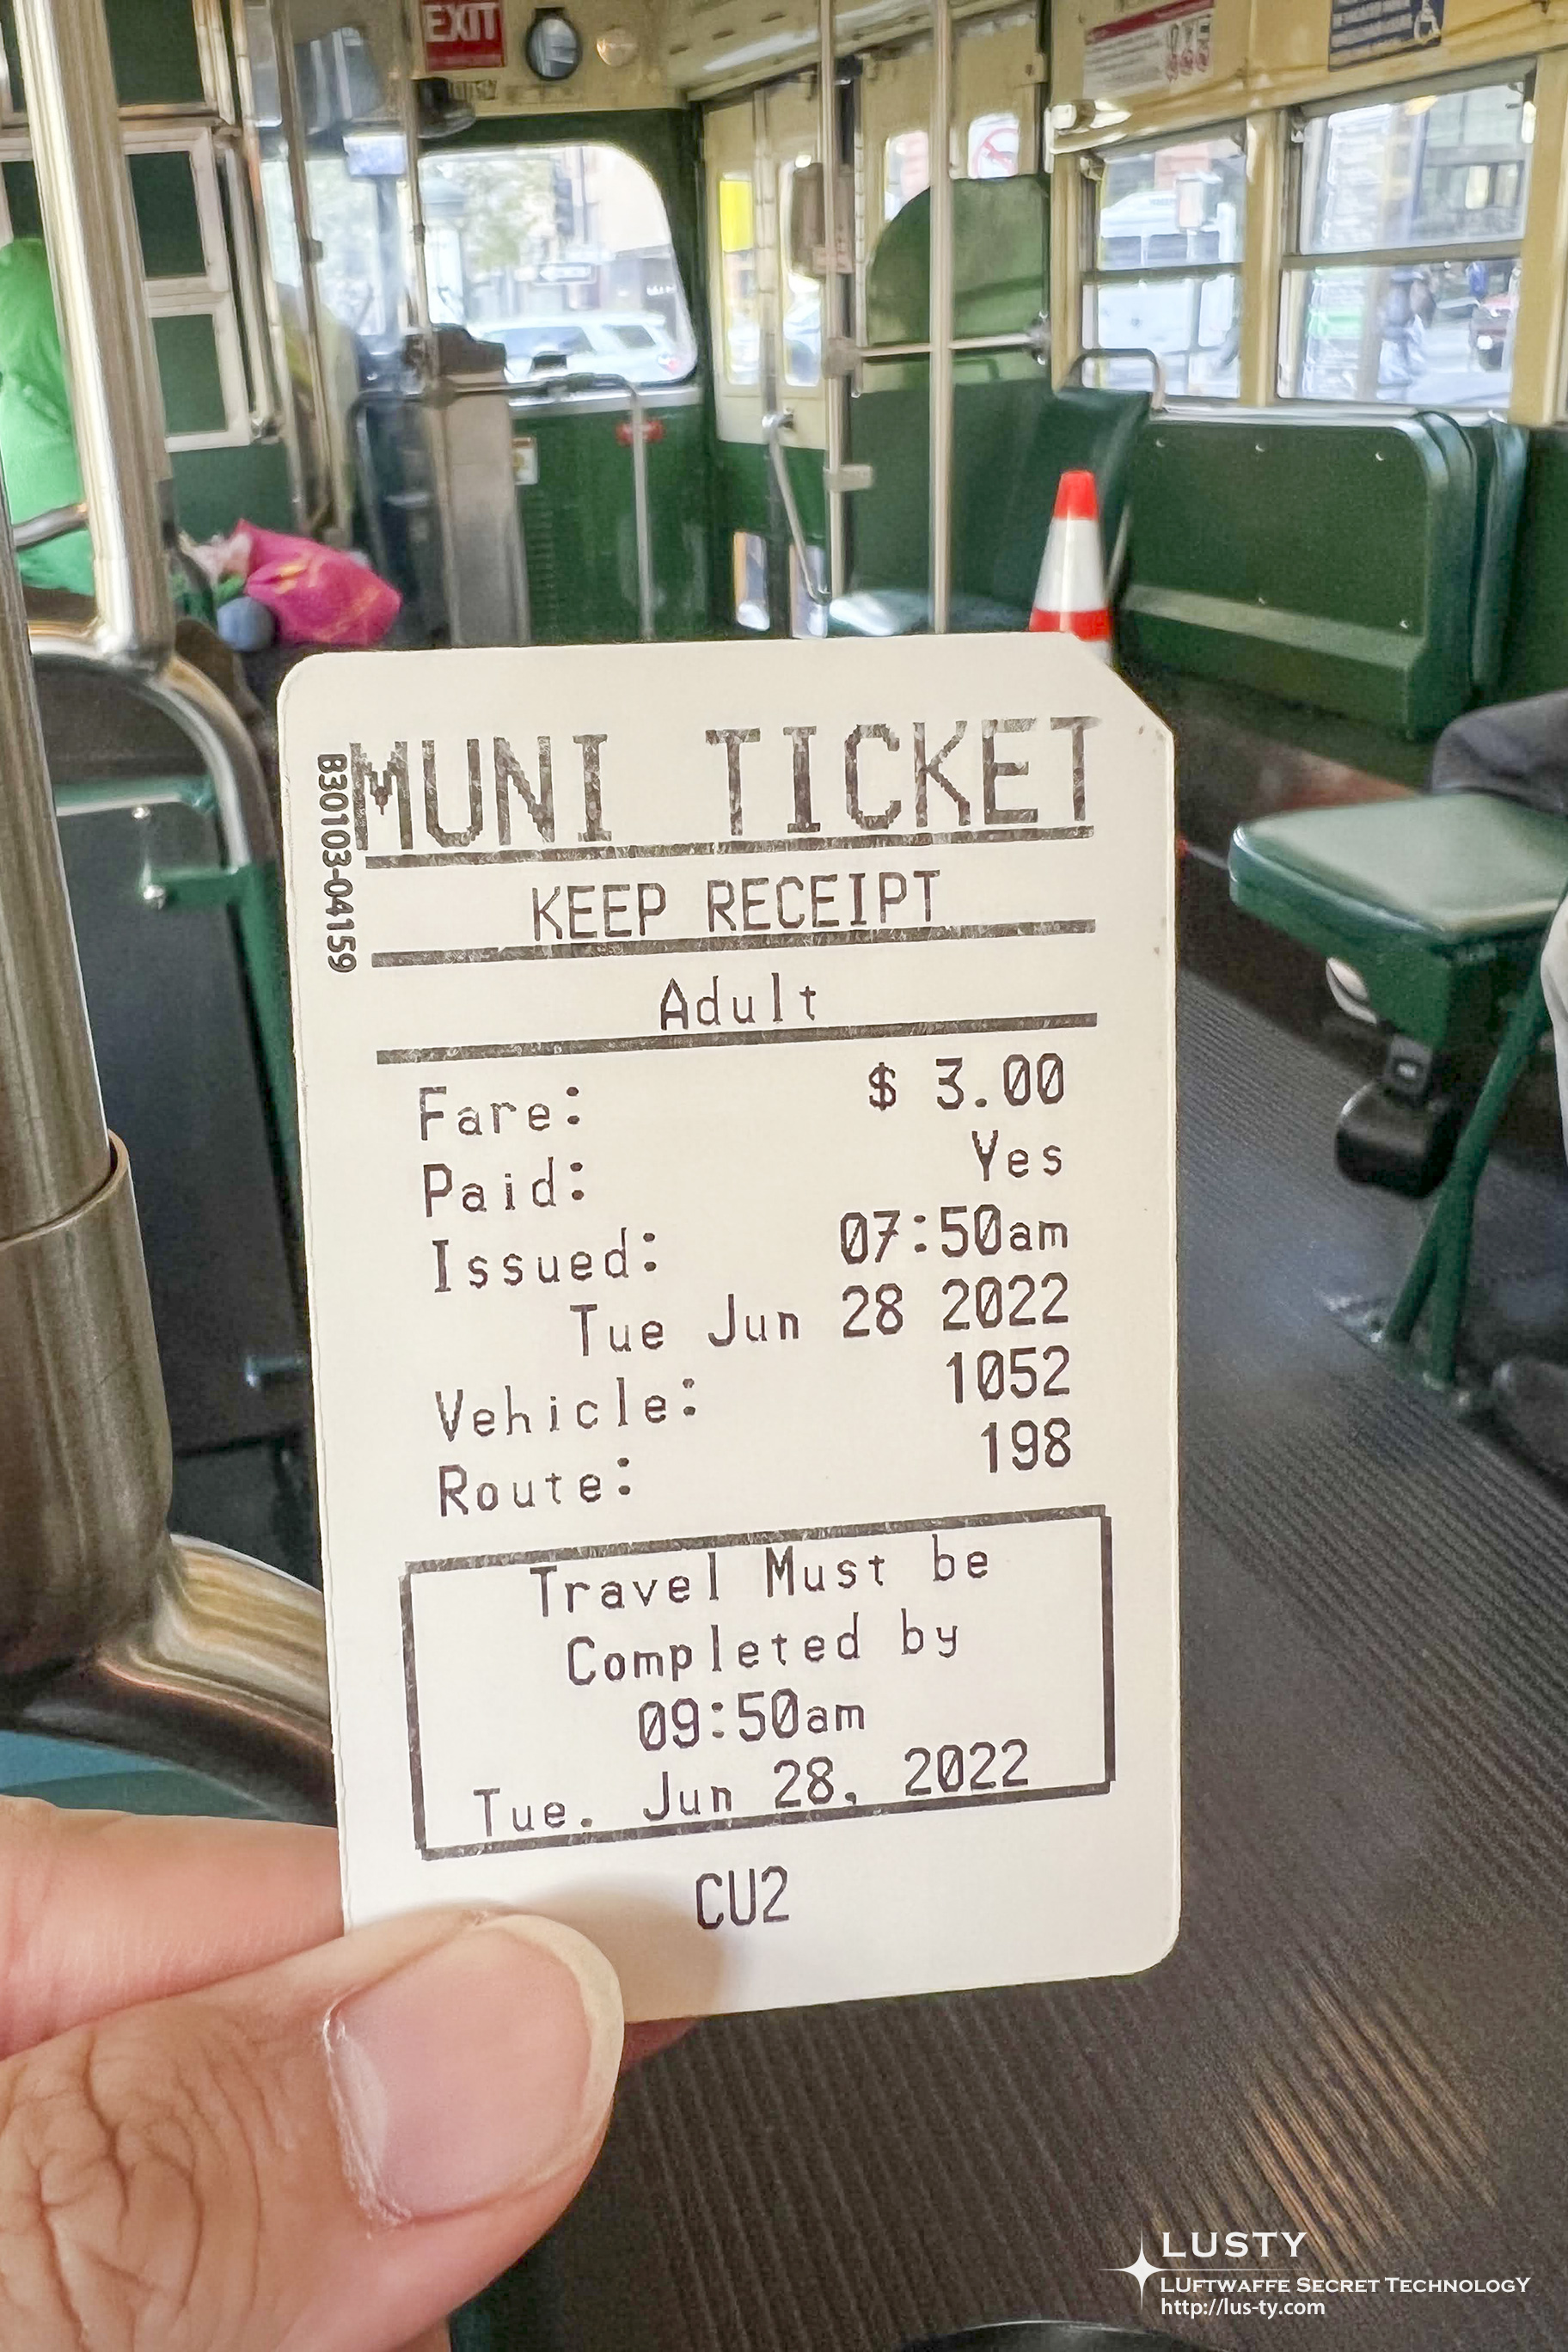 EXIT
B30103-04159
MUNI TICKET
KEEP RECEIPT
Adult
Fare: $ 3.00
Paid: Yes
Issued: 07:50am
Tue Jun 28 2022
Vehicle: 1052
Route: 198
Travel Must be
Completed by
09:50am
Tue. Jun 28, 2022
CU2
LUSTY
LUFTWAFFE SECRET TECHNOLOGY
http://lus-ty.com